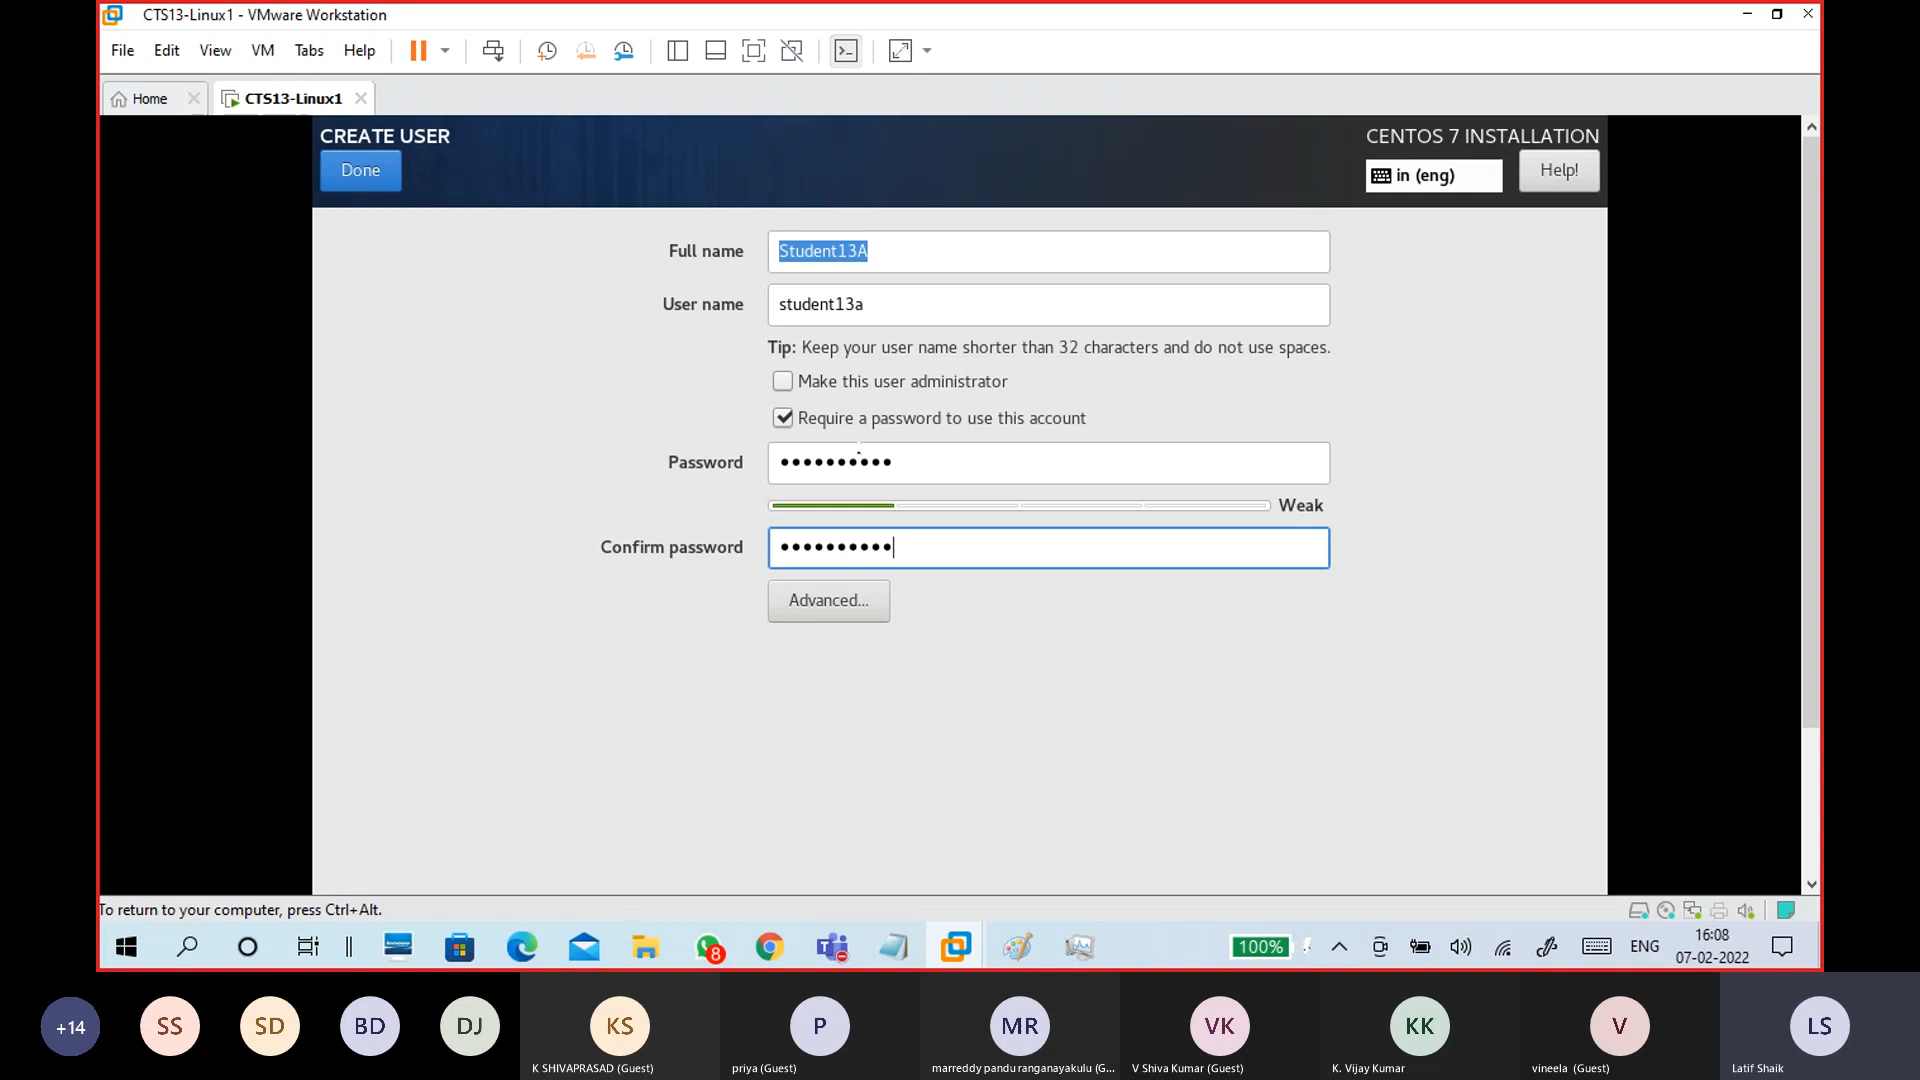 CTS13-Linux1 - VMware Workstation
File Edit View VM Tabs Help
Home CTS13-Linux1
CREATE USER
CENTOS 7 INSTALLATION
Done
in (eng)
Help!
Full name Student13A
User name student13a
Tip: Keep your user name shorter than 32 characters and do not use spaces.
Make this user administrator
Require a password to use this account
Password ●●●●●●●●●●
Weak
Confirm password ●●●●●●●●●●
Advanced...
To return to your computer, press Ctrl+Alt.
8
100%
ENG
16:08
07-02-2022
+14 SS SD BD DJ KS P MR VK KK V LS
K SHIVAPRASAD (Guest) priya (Guest) marreddy pandu ranganayakulu (G... V Shiva Kumar (Guest) K. Vijay Kumar vineela (Guest) Latif Shaik